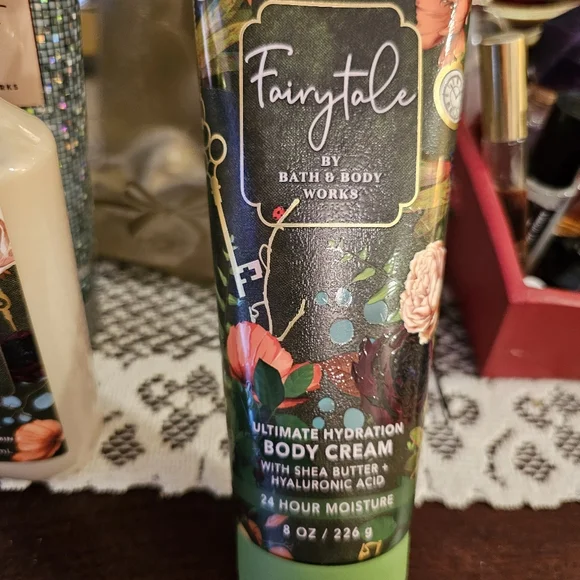 Fairytale
BY
BATH & BODY
WORKS
ULTIMATE HYDRATION
BODY CREAM
WITH SHEA BUTTER +
HYALURONIC ACID
24 HOUR MOISTURE
8 OZ / 226 g